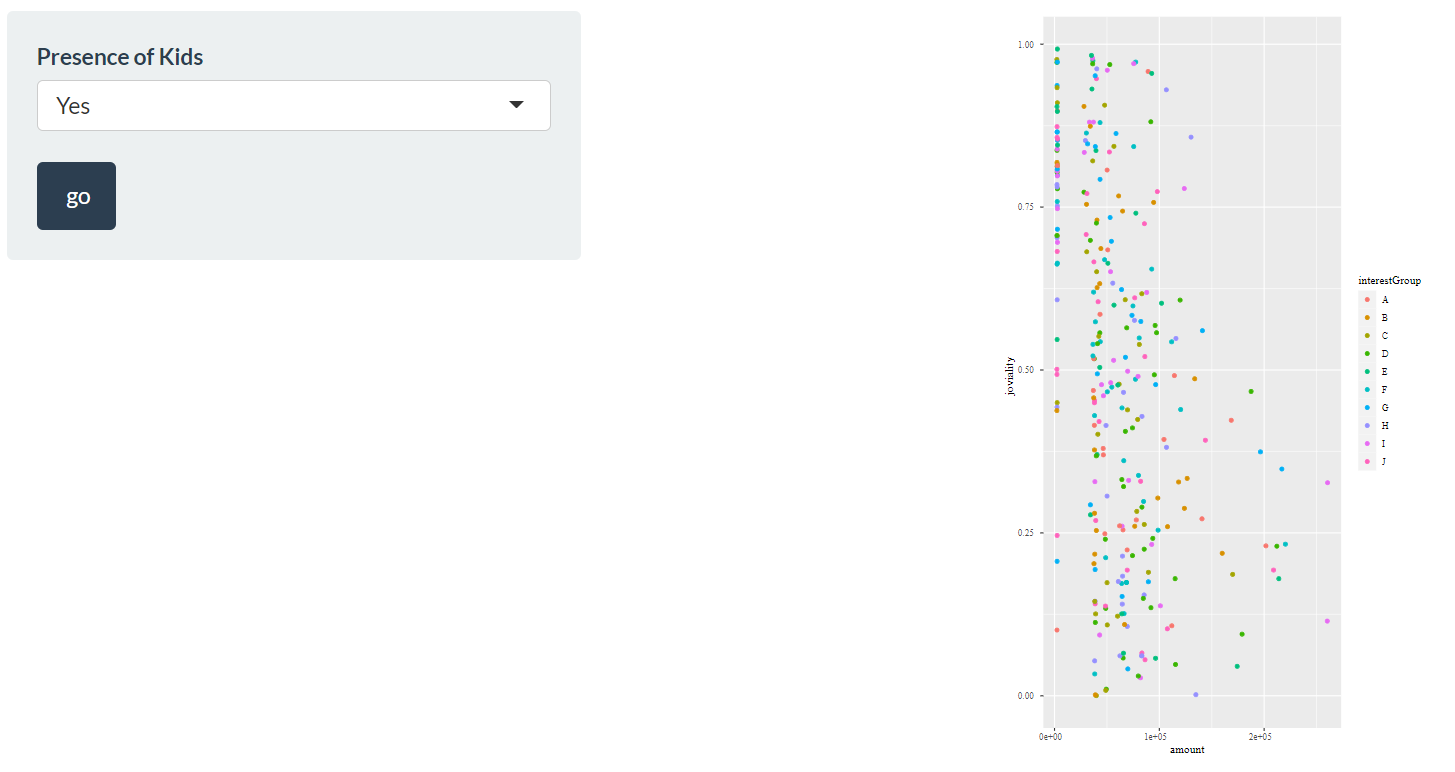 Presence of Kids
Yes
go
1.00
0.75
0.50
0.25
0.00
joviality
0e+00 1e+05 2e+05
amount
interestGroup
A
B
C
D
E
F
G
H
I
J